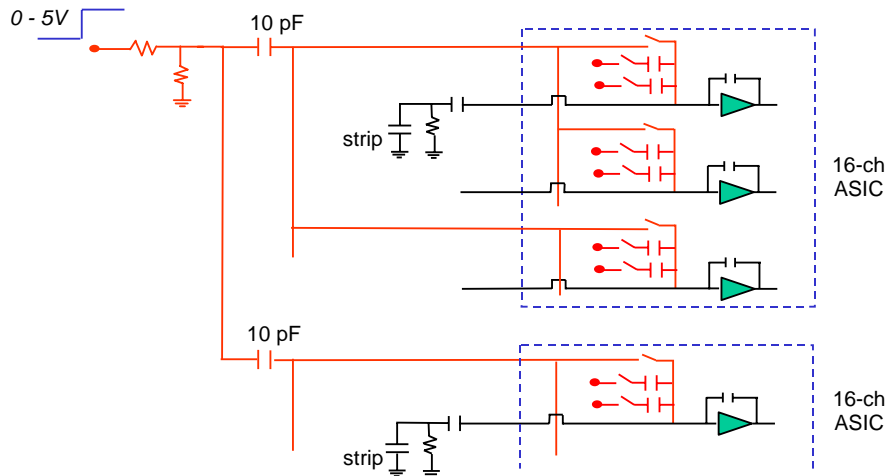 0 - 5V
10 pF
strip
16-ch
ASIC
10 pF
16-ch
ASIC
strip